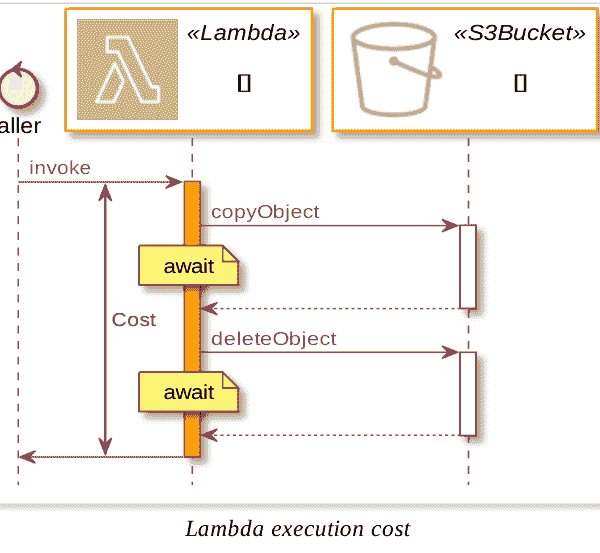 «Lambda» «S3Bucket»
[] []
aller
invoke
copyObject
await
Cost
deleteObject
await
Lambda execution cost